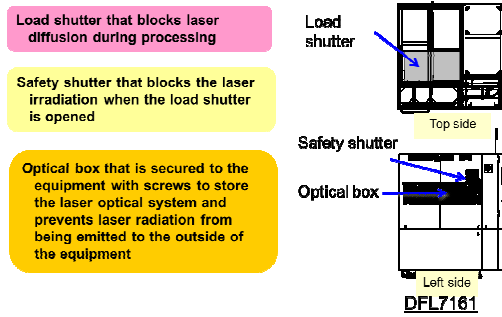 Load shutter that blocks laser
diffusion during processing
Safety shutter that blocks the laser
irradiation when the load shutter
is opened
Optical box that is secured to the
equipment with screws to store
the laser optical system and
prevents laser radiation from
being emitted to the outside of
the equipment
Load
shutter
Top side
Safety shutter
Optical box
Left side
DFL7161